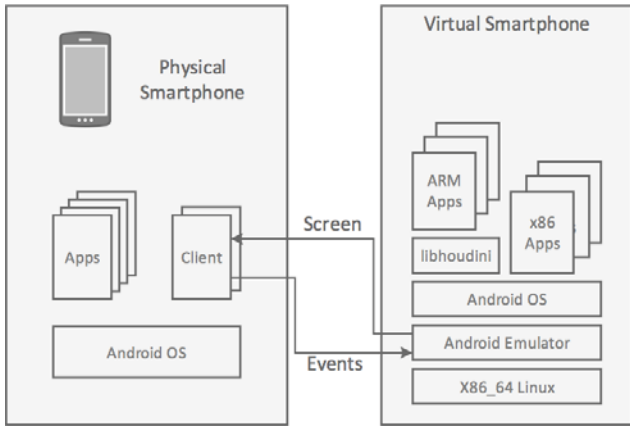 Physical
Smartphone
Apps
Client
Android OS
Screen
Events
Virtual Smartphone
ARM
Apps
x86
Apps
libhoudini
Android OS
Android Emulator
X86_64 Linux